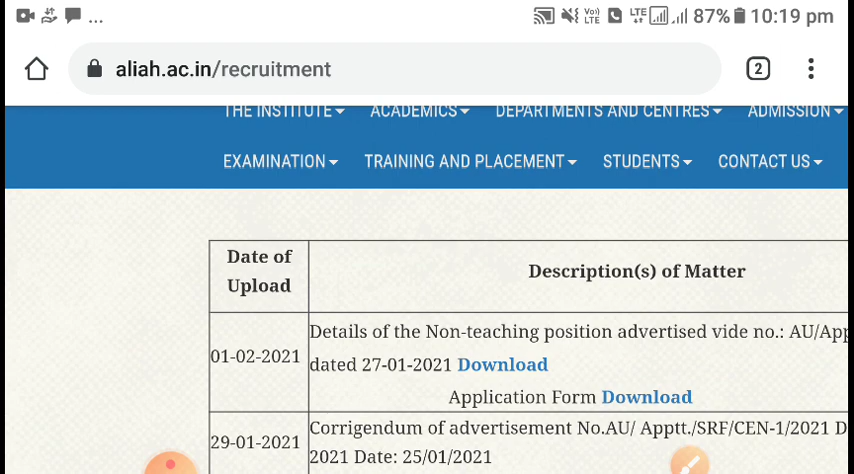 ... LTE 87% 10:19 pm
aliah.ac.in/recruitment 2
THE INSTITUTE ACADEMICS DEPARTMENTS AND CENTRES ADMISSION
EXAMINATION TRAINING AND PLACEMENT STUDENTS CONTACT US
Date of
Upload
Description(s) of Matter
01-02-2021
Details of the Non-teaching position advertised vide no.: AU/App
dated 27-01-2021 Download
Application Form Download
29-01-2021
Corrigendum of advertisement No.AU/ Apptt./SRF/CEN-1/2021 D
2021 Date: 25/01/2021